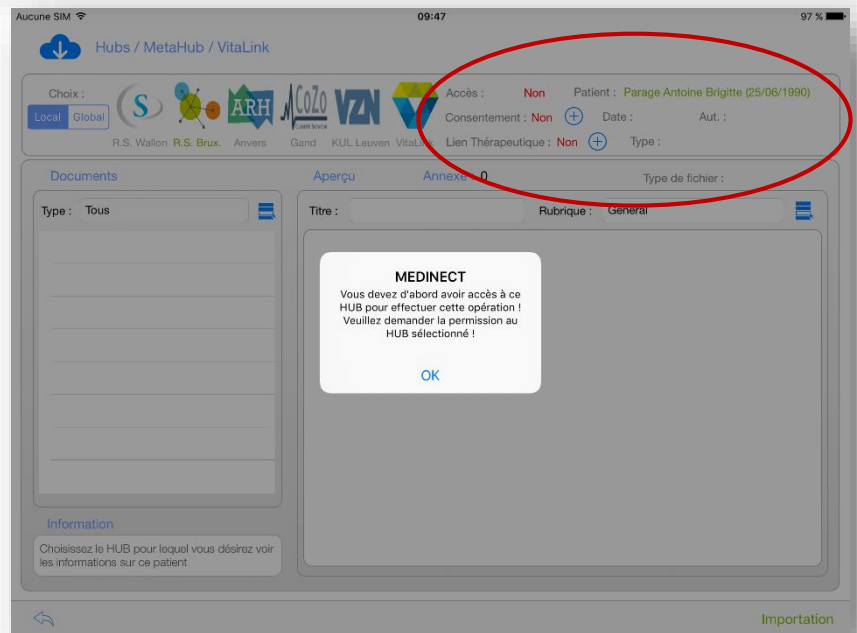 Aucune SIM 09:47 97 %
Hubs / MetaHub / VitaLink
Choix :
Local Global
S ARH CoZo VZN
R.S. Wallon R.S. Brux. Anvers Gand KUL Leuven VitaLink
Accès : Non Patient : Parage Antoine Brigitte (25/06/1990)
Consentement : Non Date : Aut. :
Lien Thérapeutique : Non Type :
Documents Aperçu Annexe : 0 Type de fichier :
Type : Tous Titre : Rubrique : Général
MEDINECT
Vous devez d'abord avoir accès à ce
HUB pour effectuer cette opération !
Veuillez demander la permission au
HUB sélectionné !
OK
Information
Choisissez le HUB pour lequel vous désirez voir
les informations sur ce patient
Importation